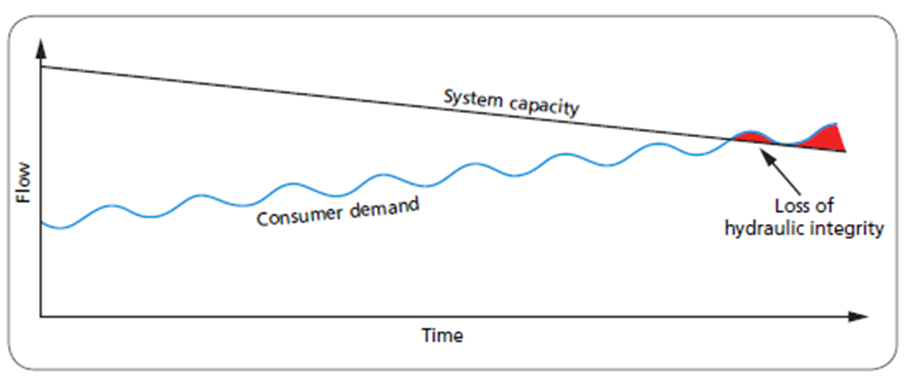 System capacity
Flow
Consumer demand
Loss of
hydraulic integrity
Time